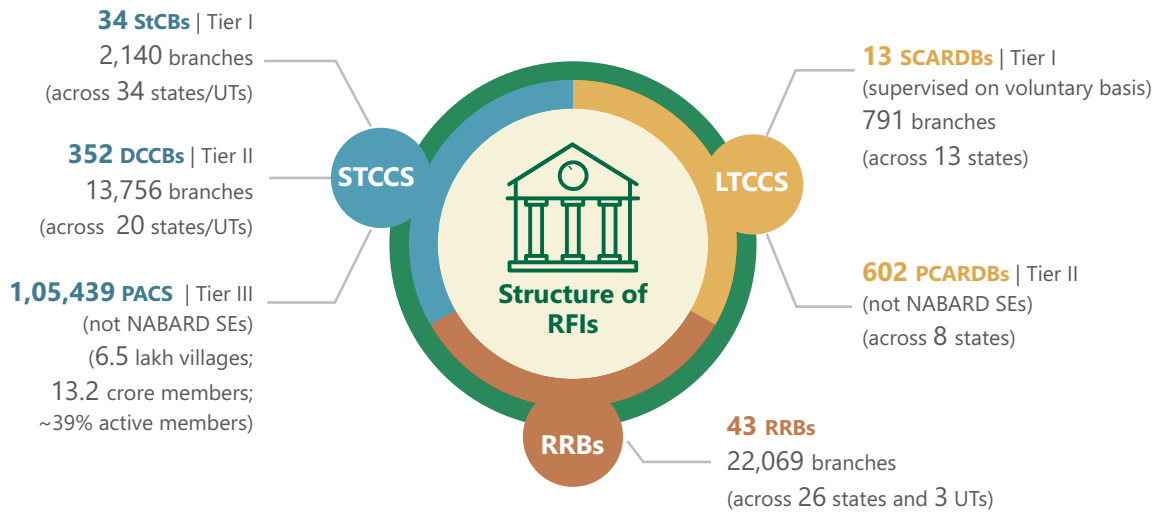 34 StCBs | Tier I
2,140 branches
(across 34 states/UTs)
352 DCCBs | Tier II
13,756 branches
(across 20 states/UTs)
1,05,439 PACS | Tier III
(not NABARD SEs)
(6.5 lakh villages;
13.2 crore members;
~39% active members)
STCCS
Structure of
RFIs
LTCCS
RRBs
13 SCARDBs | Tier I
(supervised on voluntary basis)
791 branches
(across 13 states)
602 PCARDBs | Tier II
(not NABARD SEs)
(across 8 states)
43 RRBs
22,069 branches
(across 26 states and 3 UTs)